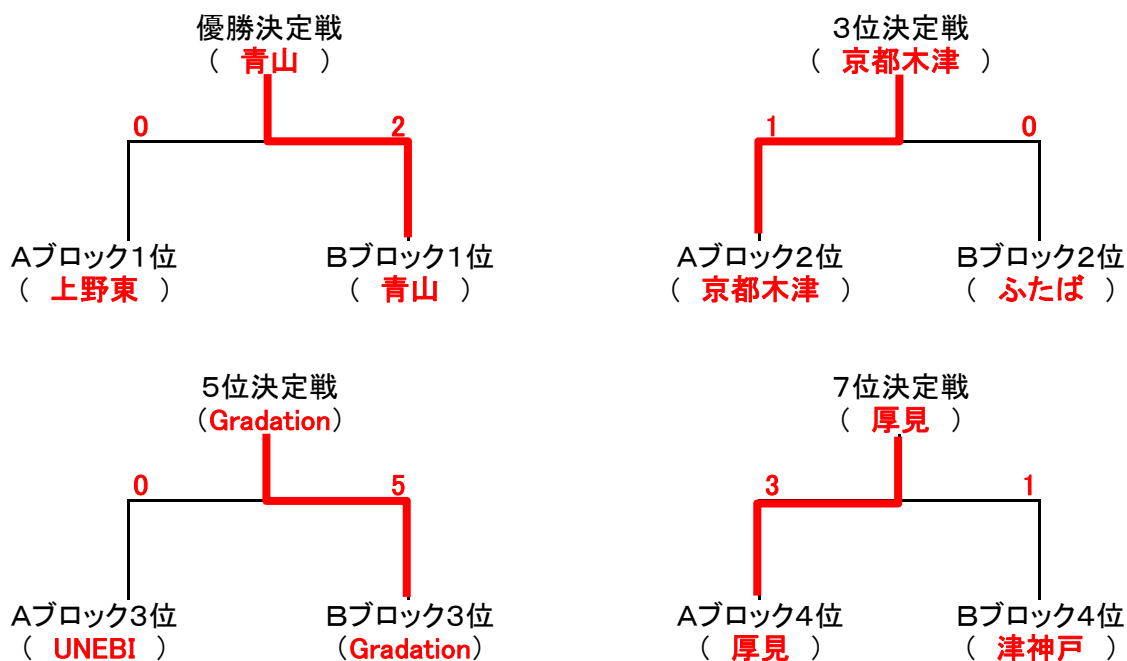 優勝決定戦
（ 青山 ）
0 2
Aブロック1位 Bブロック1位
（ 上野東 ） （ 青山 ）
3位決定戦
（ 京都木津 ）
1 0
Aブロック2位 Bブロック2位
（ 京都木津 ） （ ふたば ）
5位決定戦
（Gradation）
0 5
Aブロック3位 Bブロック3位
（ UNEBI ） （Gradation）
7位決定戦
（ 厚見 ）
3 1
Aブロック4位 Bブロック4位
（ 厚見 ） （ 津神戸 ）